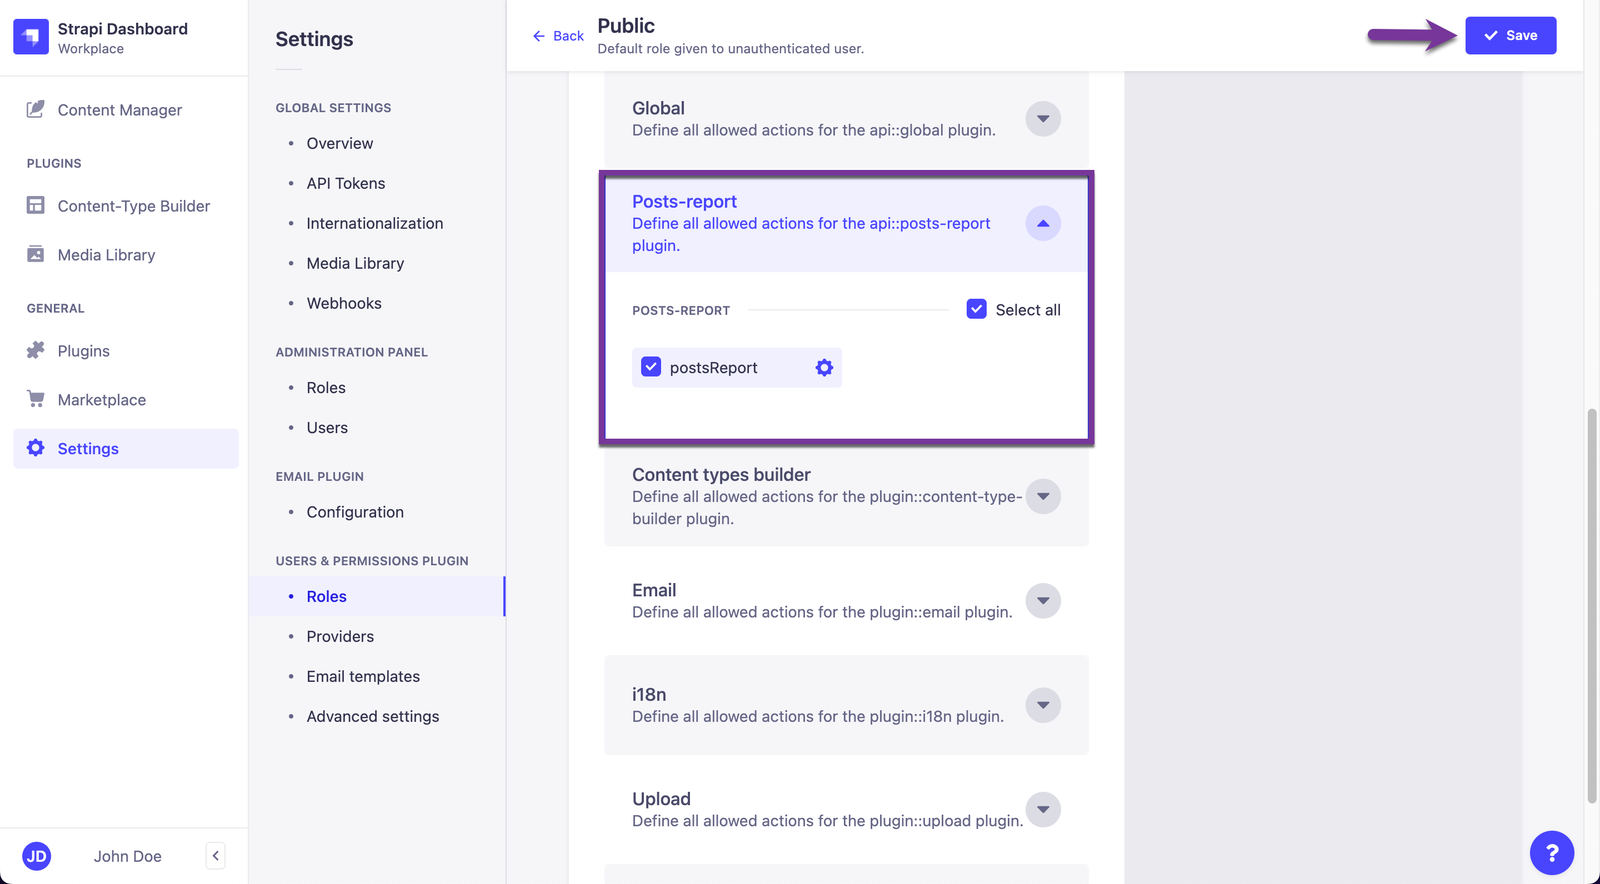 Strapi Dashboard
Workplace
Content Manager
PLUGINS
Content-Type Builder
Media Library
GENERAL
Plugins
Marketplace
Settings
JD
John Doe
Settings
GLOBAL SETTINGS
Overview
API Tokens
Internationalization
Media Library
Webhooks
ADMINISTRATION PANEL
Roles
Users
EMAIL PLUGIN
Configuration
USERS & PERMISSIONS PLUGIN
Roles
Providers
Email templates
Advanced settings
Back
Public
Default role given to unauthenticated user.
Save
Global
Define all allowed actions for the api::global plugin.
Posts-report
Define all allowed actions for the api::posts-report
plugin.
POSTS-REPORT
Select all
postsReport
Content types builder
Define all allowed actions for the plugin::content-type-
builder plugin.
Email
Define all allowed actions for the plugin::email plugin.
i18n
Define all allowed actions for the plugin::i18n plugin.
Upload
Define all allowed actions for the plugin::upload plugin.
?